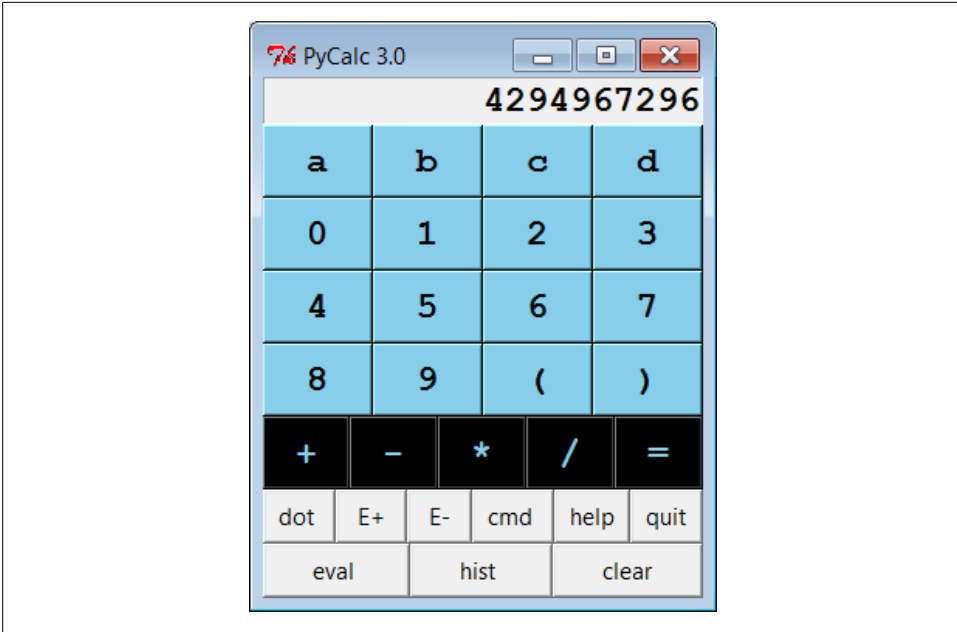 PyCalc 3.0
4294967296
a b c d
0 1 2 3
4 5 6 7
8 9 ( )
+ - * / =
dot E+ E- cmd help quit
eval hist clear